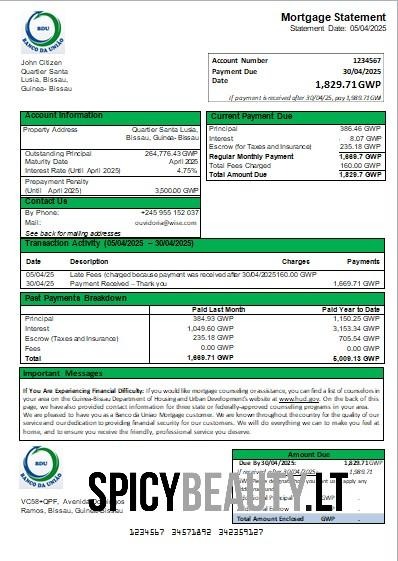 BDU
BANCO DA UNIÃO
Mortgage Statement
Statement Date: 05/04/2025
John Citizen
Quartier Santa
Lusia, Bissau,
Guinea- Bissau
Account Number 1234567
Payment Due 30/04/2025
Date
1,829.71GWP
If payment is received after 30/04/25, pay 1,989.71GWP
Account Information
Property Address Quartier Santa Lusia,
Bissau, Guinea- Bissau
Outstanding Principal 264,776.43 GWP
Maturity Date April 2025
Interest Rate (Until April 2025) 4.75%
Prepayment Penalty
(Until April 2025) 3,500.00 GWP
Contact Us
By Phone: +245 955 152 037
Mail: ouvidoria@wise.com
See back for mailing addresses
Current Payment Due
Principal 386.46 GWP
Interest 8.07 GWP
Escrow (for Taxes and Insurance) 235.18 GWP
Regular Monthly Payment 1,669.7 GWP
Total Fees Charged 160.00 GWP
Total Amount Due 1,829.7 GWP
Transaction Activity (05/04/2025 – 30/04/2025)
Date Description Charges Payments
05/04/25 Late Fees (charged because payment was received after 30/04/2025160.00 GWP
30/04/25 Payment Received – Thank you 1,669.71 GWP
Past Payments Breakdown
Paid Last Month Paid Year to Date
Principal 384.93 GWP 1,150.25 GWP
Interest 1,049.60 GWP 3,153.34 GWP
Escrow (Taxes and Insurance) 235.18 GWP 705.54 GWP
Fees 0.00 GWP 0.00 GWP
Total 1,669.71 GWP 5,009.13 GWP
Important Messages
If You Are Experiencing Financial Difficulty: If you would like mortgage counseling or assistance, you can find a list of counselors in
your area on the Guinea-Bissau Department of Housing and Urban Development's website at www.hud.gov. On the back of this
page, we have also provided contact information for three state or federally-approved counseling programs in your area.
We are pleased to have you as a Banco da União Mortgage customer. We are known throughout the country for the quality of our
service and our dedication to providing financial security for our customers. We will do everything we can to make you feel at
home, and to ensure you receive the friendly, professional service you deserve.
BDU
BANCO DA UNIÃO
Amount Due
Due By 30/04/2025: 1,829.71GWP
If received after 30/04/25: 1,989.71
SPICYBEAUTY.LT
VC58+QPF, Avenida
Ramos, Bissau, Guinea-Bissau
Total Amount Enclosed GWP .
1234567 34571892 342359127